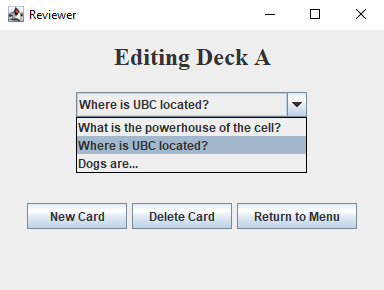 Reviewer
Editing Deck A
Where is UBC located?
What is the powerhouse of the cell?
Where is UBC located?
Dogs are...
New Card Delete Card Return to Menu